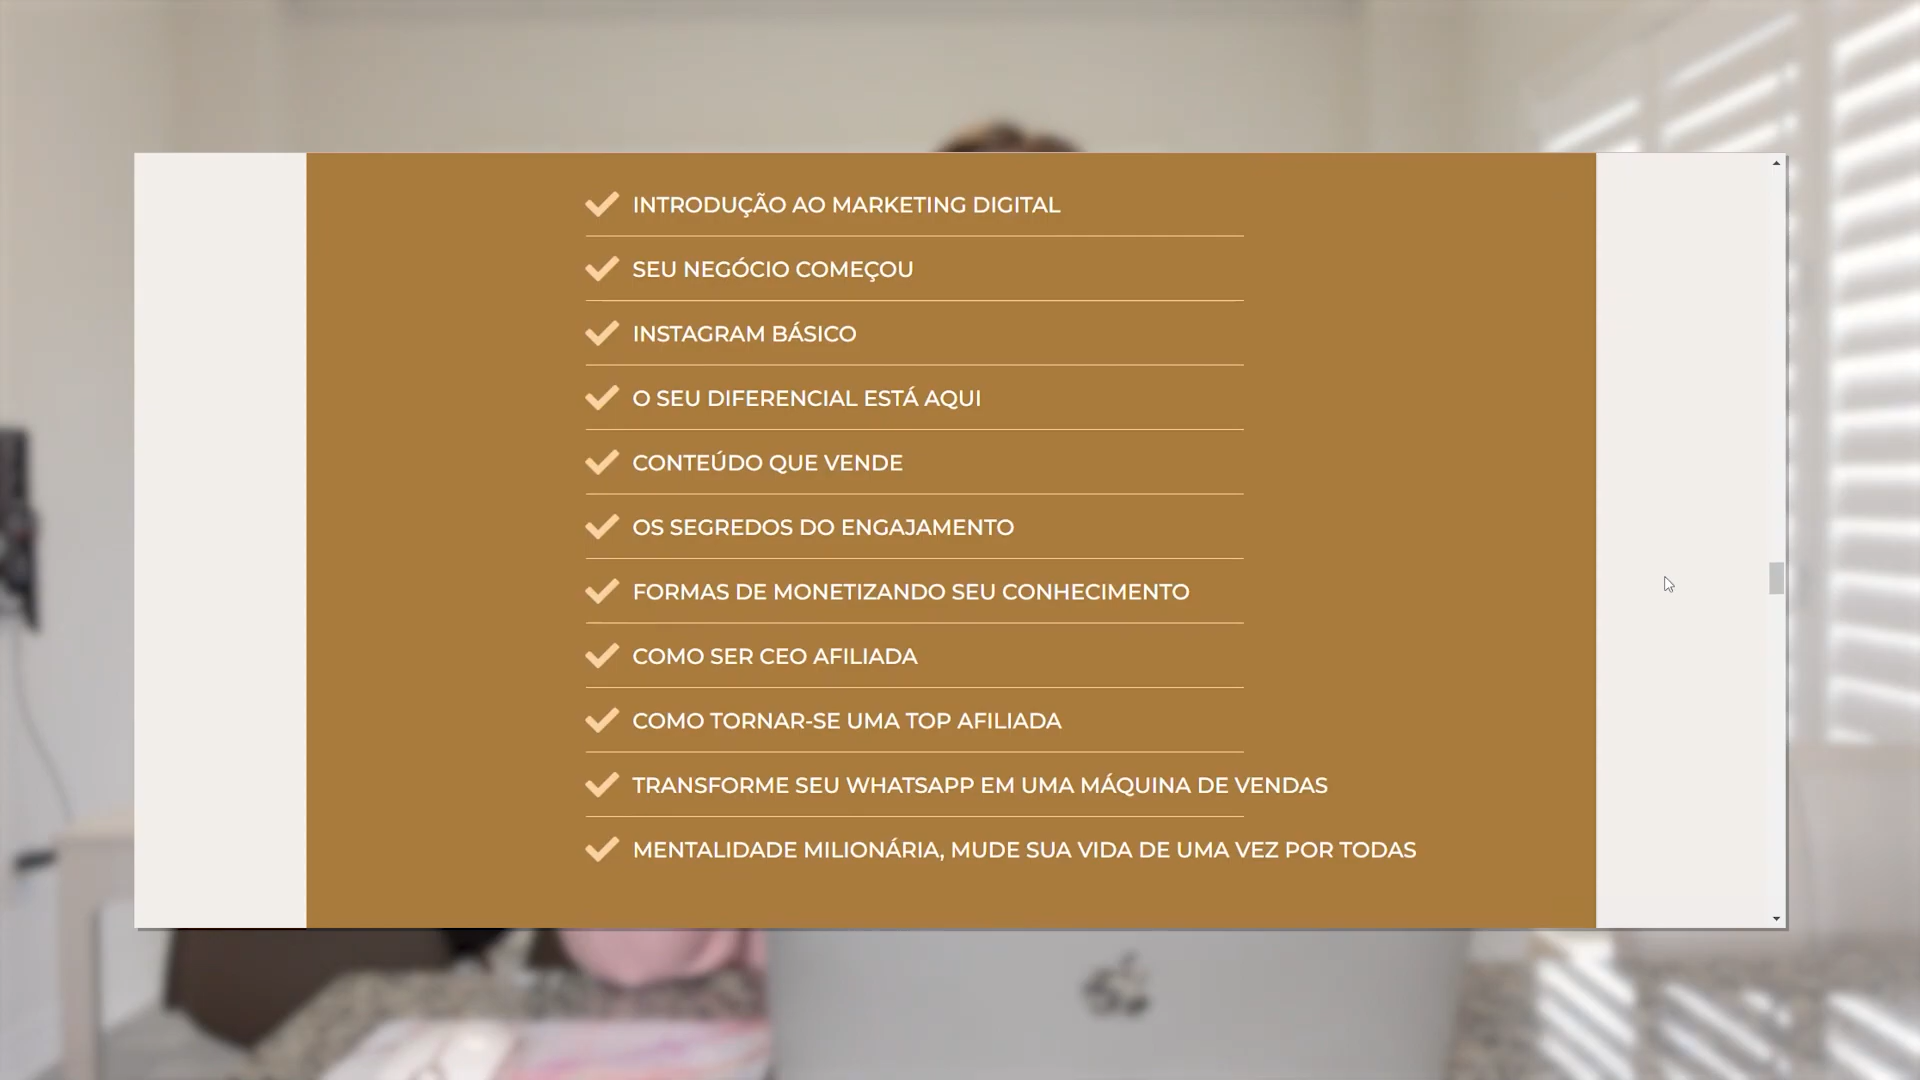 INTRODUÇÃO AO MARKETING DIGITAL
SEU NEGÓCIO COMEÇOU
INSTAGRAM BÁSICO
O SEU DIFERENCIAL ESTÁ AQUI
CONTEÚDO QUE VENDE
OS SEGREDOS DO ENGAJAMENTO
FORMAS DE MONETIZANDO SEU CONHECIMENTO
COMO SER CEO AFILIADA
COMO TORNAR-SE UMA TOP AFILIADA
TRANSFORME SEU WHATSAPP EM UMA MÁQUINA DE VENDAS
MENTALIDADE MILIONÁRIA, MUDE SUA VIDA DE UMA VEZ POR TODAS